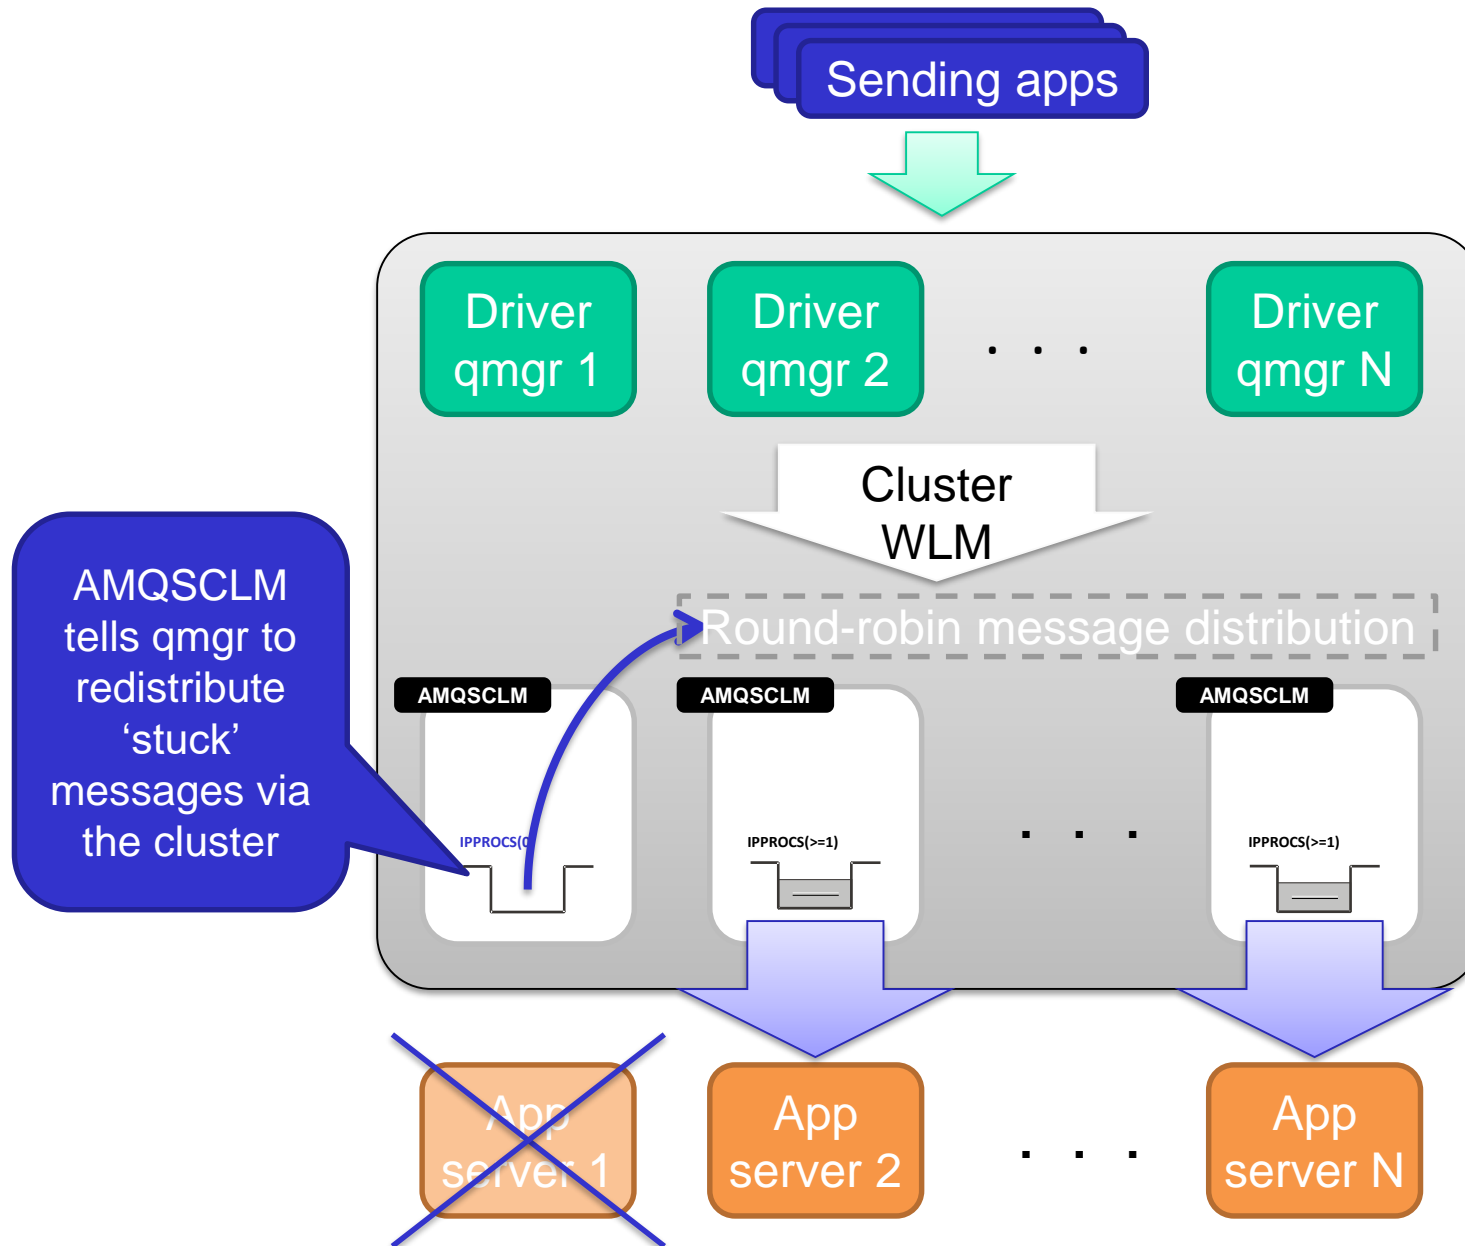 Sending apps
Driver
qmgr 1
Driver
qmgr 2
. . .
Driver
qmgr N
Cluster
WLM
Round-robin message distribution
AMQSCLM
tells qmgr to
redistribute
‘stuck’
messages via
the cluster
AMQSCLM
AMQSCLM
AMQSCLM
IPPROCS(0
IPPROCS(>=1)
. . .
IPPROCS(>=1)
App
server 1
App
server 2
. . .
App
server N